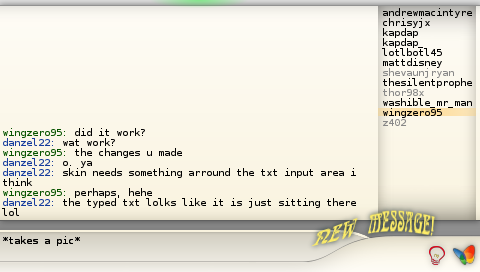 andrewmacintyre
chrisyjx
kapdap
kapdap_
lotlbotl45
mattdisney
shevaunjryan
thesilentprophe
thor98x
washible_mr_man
wingzero95
z402
wingzero95: did it work?
danzel22: wat work?
wingzero95: the changes u made
danzel22: o. ya
danzel22: skin needs something arround the txt input area i
think
wingzero95: perhaps, hehe
danzel22: the typed txt lolks like it is just sitting there
lol
NEW MESSAGE!
*takes a pic*